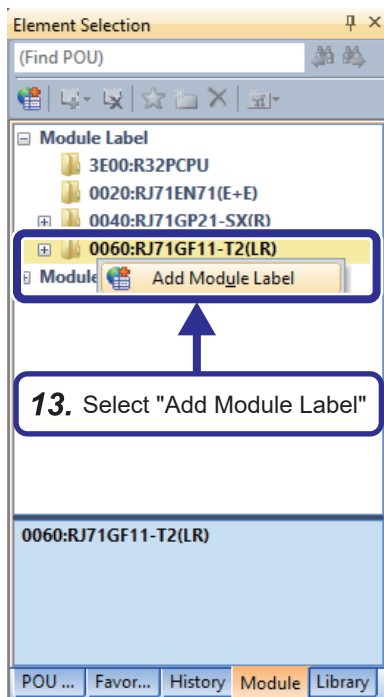 Element Selection
(Find POU)
Module Label
3E00:R32PCPU
0020:RJ71EN71(E+E)
0040:RJ71GP21-SX(R)
0060:RJ71GF11-T2(LR)
Module
Add Module Label
13. Select "Add Module Label"
0060:RJ71GF11-T2(LR)
POU ... Favor... History Module Library